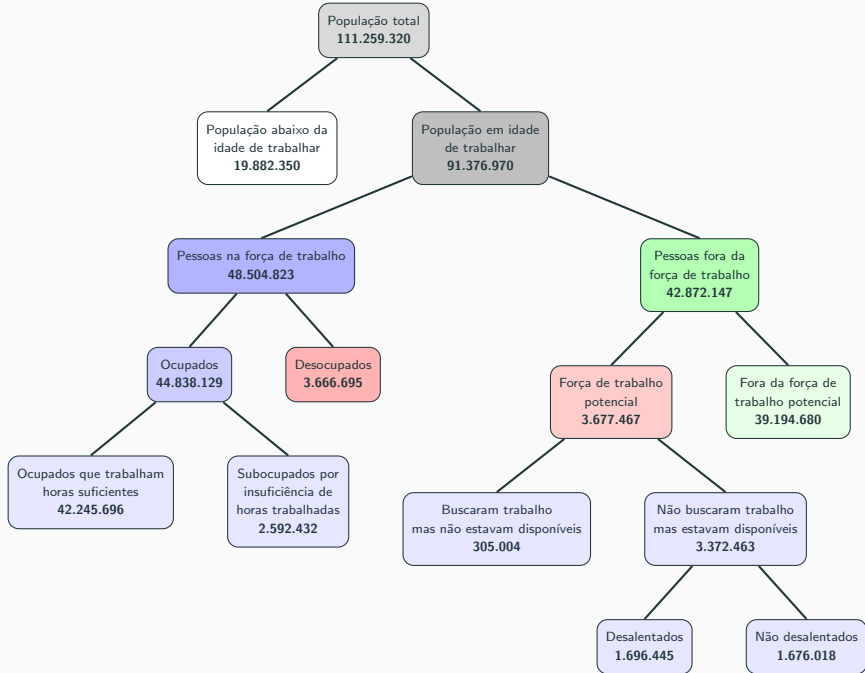 População total
111.259.320
População abaixo da
idade de trabalhar
19.882.350
População em idade
de trabalhar
91.376.970
Pessoas na força de trabalho
48.504.823
Pessoas fora da
força de trabalho
42.872.147
Ocupados
44.838.129
Desocupados
3.666.695
Força de trabalho
potencial
3.677.467
Fora da força de
trabalho potencial
39.194.680
Ocupados que trabalham
horas suficientes
42.245.696
Subocupados por
insuficiência de
horas trabalhadas
2.592.432
Buscaram trabalho
mas não estavam disponíveis
305.004
Não buscaram trabalho
mas estavam disponíveis
3.372.463
Desalentados
1.696.445
Não desalentados
1.676.018